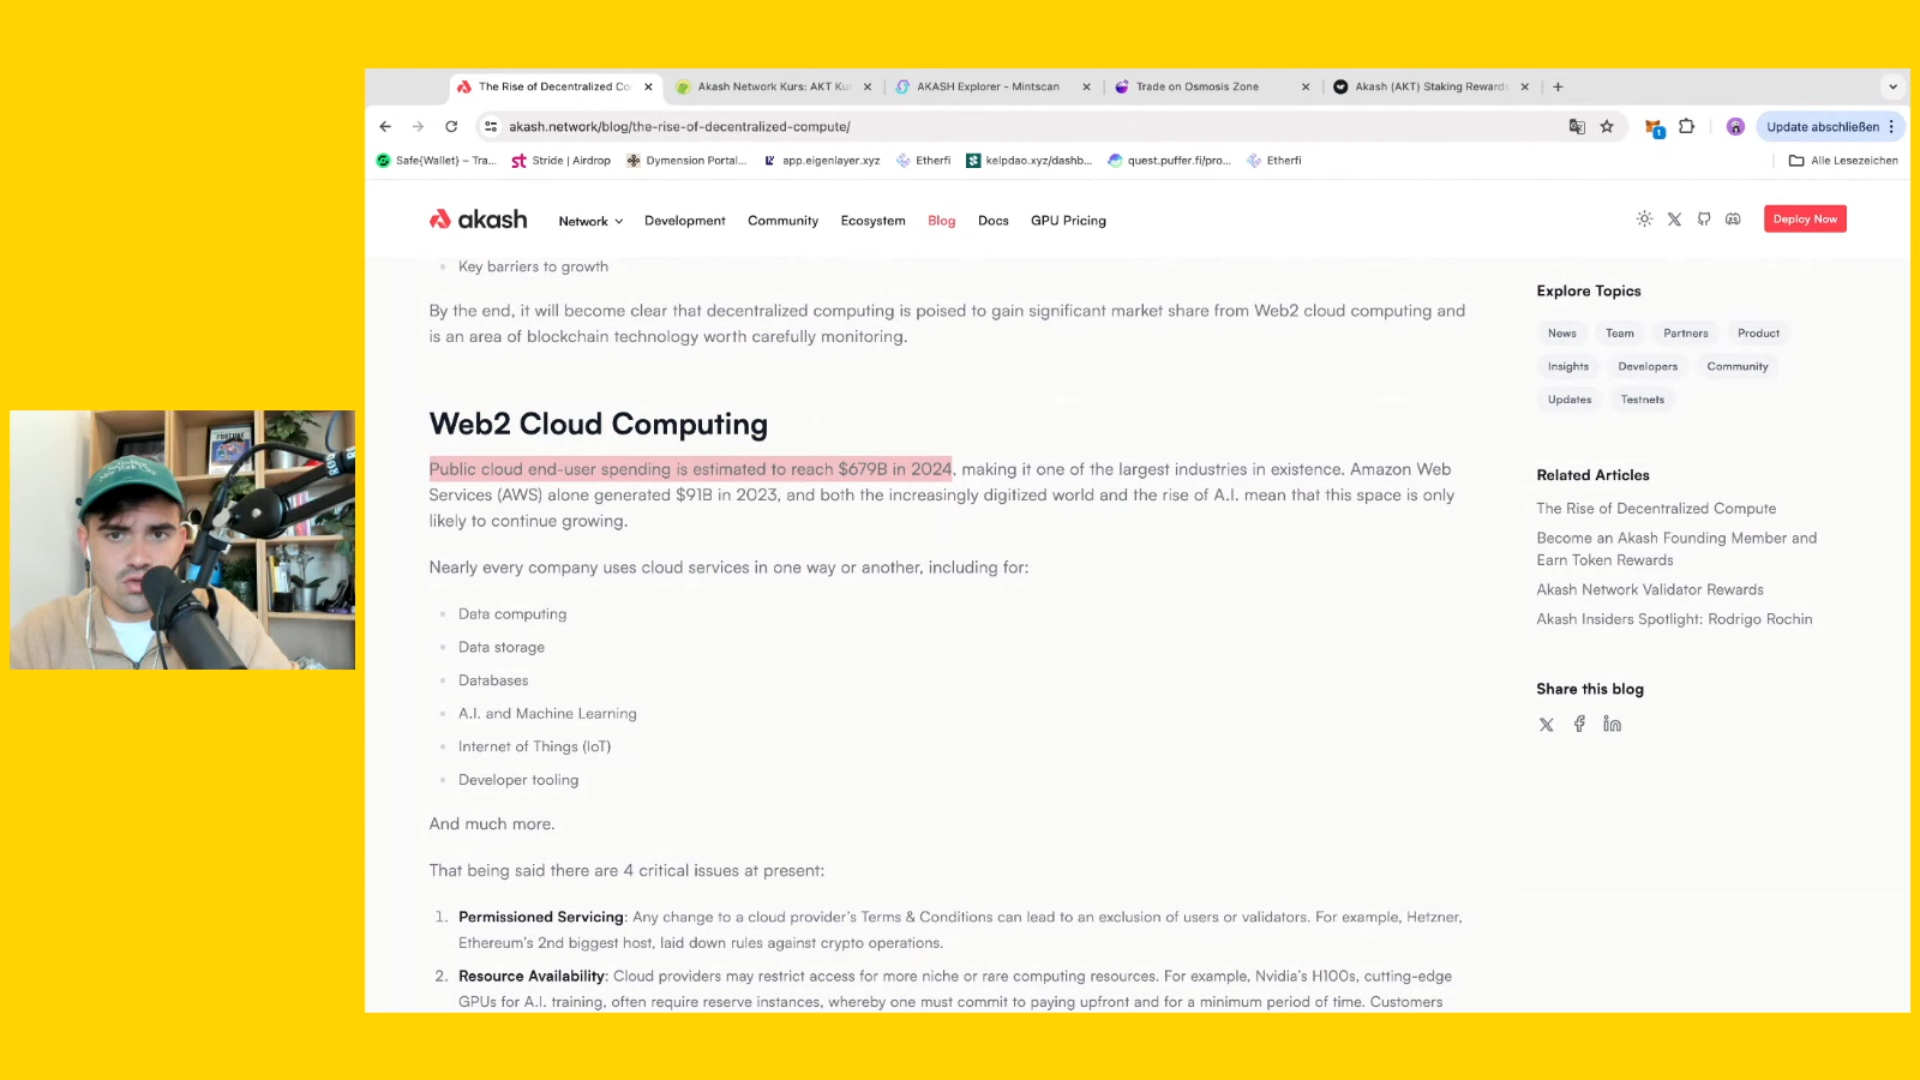 The Rise of Decentralized Co
Akash Network Kurs: AKT Ku
AKASH Explorer - Mintscan
Trade on Osmosis Zone
Akash (AKT) Staking Rewards
akash.network/blog/the-rise-of-decentralized-compute/
1
Update abschließen
Safe{Wallet} – Tra...
st Stride | Airdrop
Dymension Portal...
app.eigenlayer.xyz
Etherfi
kelpdao.xyz/dashb...
quest.puffer.fi/pro...
Etherfi
Alle Lesezeichen
akash
Network
Development
Community
Ecosystem
Blog
Docs
GPU Pricing
Deploy Now
Key barriers to growth
By the end, it will become clear that decentralized computing is poised to gain significant market share from Web2 cloud computing and
is an area of blockchain technology worth carefully monitoring.
Web2 Cloud Computing
Public cloud end-user spending is estimated to reach $679B in 2024, making it one of the largest industries in existence. Amazon Web
Services (AWS) alone generated $91B in 2023, and both the increasingly digitized world and the rise of A.I. mean that this space is only
likely to continue growing.
Nearly every company uses cloud services in one way or another, including for:
Data computing
Data storage
Databases
A.I. and Machine Learning
Internet of Things (IoT)
Developer tooling
And much more.
That being said there are 4 critical issues at present:
1. Permissioned Servicing: Any change to a cloud provider's Terms & Conditions can lead to an exclusion of users or validators. For example, Hetzner,
Ethereum's 2nd biggest host, laid down rules against crypto operations.
2. Resource Availability: Cloud providers may restrict access for more niche or rare computing resources. For example, Nvidia's H100s, cutting-edge
GPUs for A.I. training, often require reserve instances, whereby one must commit to paying upfront and for a minimum period of time. Customers
Explore Topics
News
Team
Partners
Product
Insights
Developers
Community
Updates
Testnets
Related Articles
The Rise of Decentralized Compute
Become an Akash Founding Member and
Earn Token Rewards
Akash Network Validator Rewards
Akash Insiders Spotlight: Rodrigo Rochin
Share this blog
FORTUNE
New York City